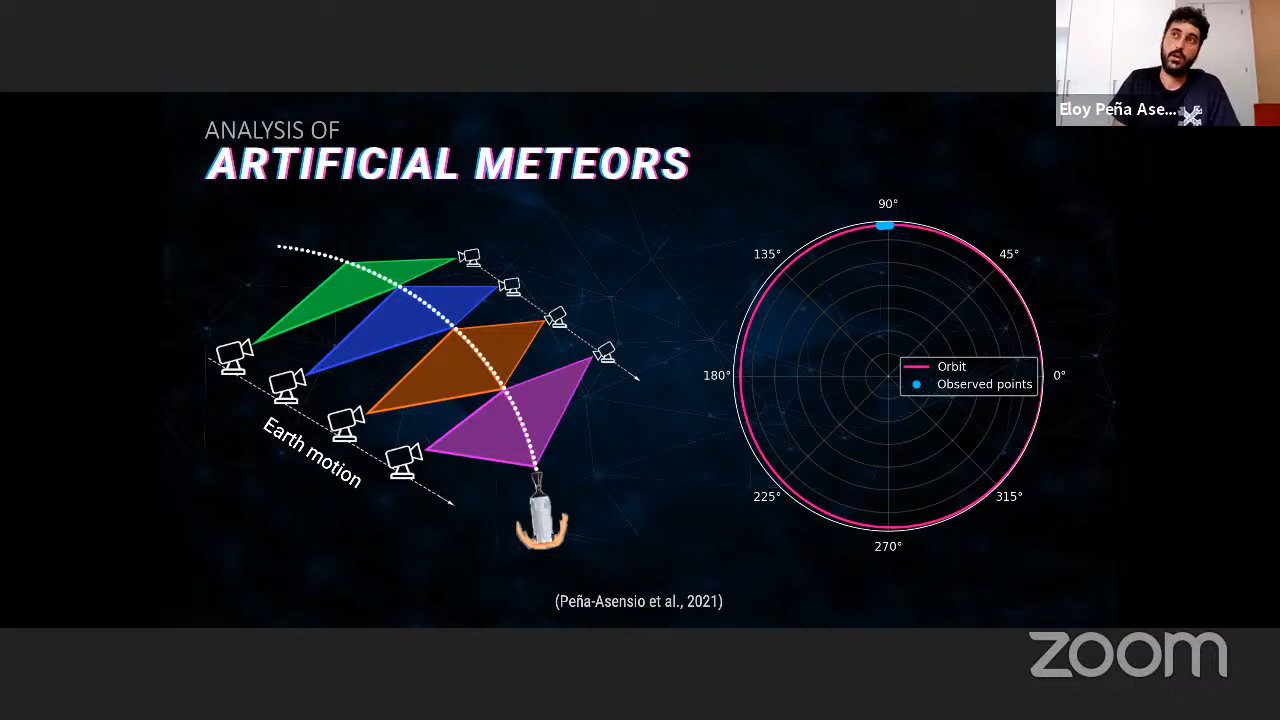 Eloy Peña Ase...
ANALYSIS OF
ARTIFICIAL METEORS
Earth motion
90°
135°
45°
180°
0°
Orbit
Observed points
225°
315°
270°
(Peña-Asensio et al., 2021)
zoom